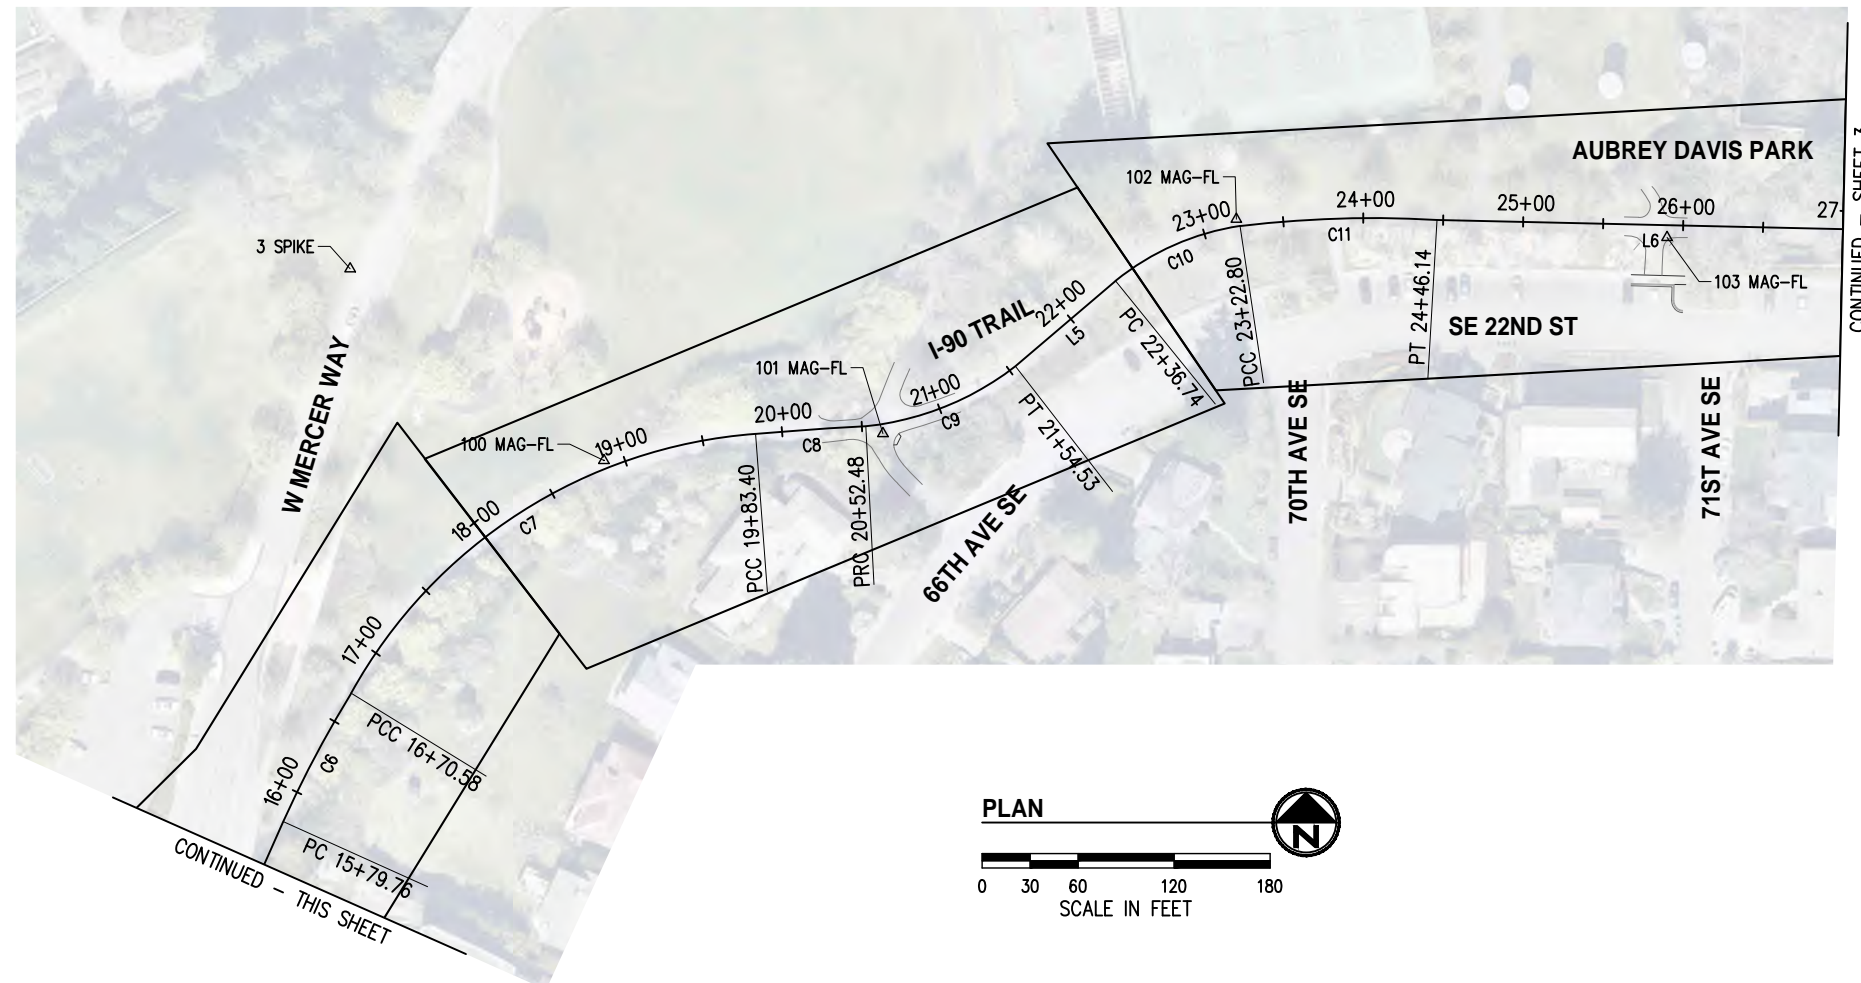 AUBREY DAVIS PARK
CONTINUED – SHEET 3
102 MAG-FL
23+00
24+00
25+00
26+00
27
C10
C11
L6
103 MAG-FL
3 SPIKE
PCC 23+22.80
PT 24+46.14
SE 22ND ST
I-90 TRAIL
22+00
L5
PC 22+36.74
W MERCER WAY
101 MAG-FL
21+00
20+00
C9
C8
100 MAG-FL
19+00
PT 21+54.53
70TH AVE SE
71ST AVE SE
18+00
C7
PCC 19+83.40
PRC 20+52.48
66TH AVE SE
17+00
PCC 16+70.58
16+00
C6
PC 15+79.76
CONTINUED – THIS SHEET
PLAN
N
0 30 60 120 180
SCALE IN FEET